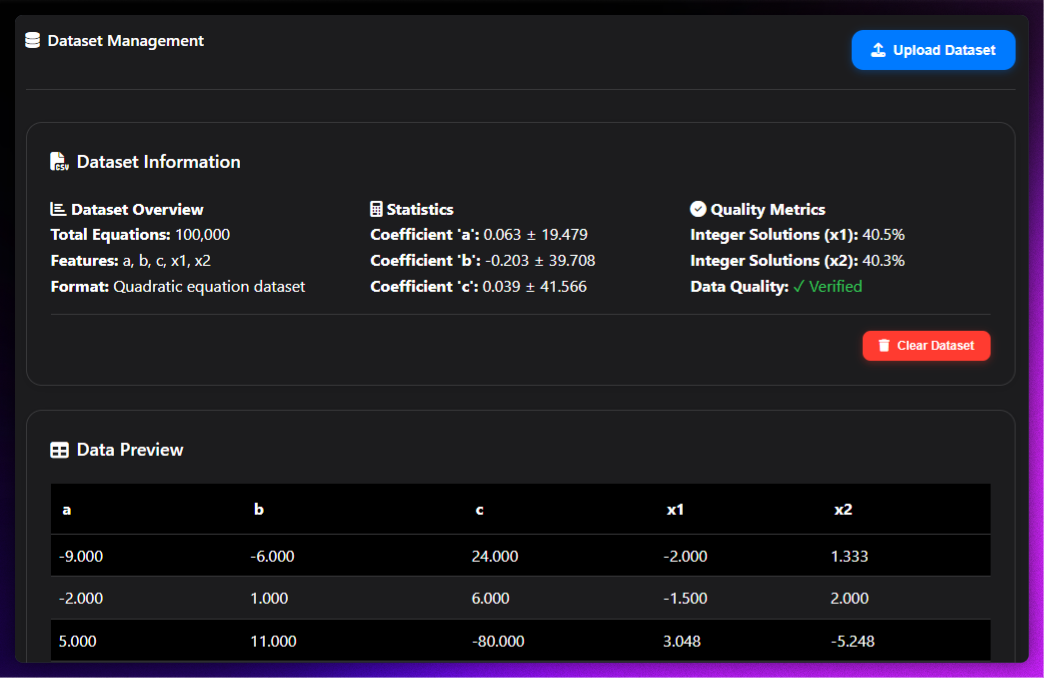 Dataset Management
Upload Dataset
CSV
Dataset Information
Dataset Overview
Total Equations: 100,000
Features: a, b, c, x1, x2
Format: Quadratic equation dataset
Statistics
Coefficient 'a': 0.063 ± 19.479
Coefficient 'b': -0.203 ± 39.708
Coefficient 'c': 0.039 ± 41.566
Quality Metrics
Integer Solutions (x1): 40.5%
Integer Solutions (x2): 40.3%
Data Quality: ✓ Verified
Clear Dataset
Data Preview
a b c x1 x2
-9.000 -6.000 24.000 -2.000 1.333
-2.000 1.000 6.000 -1.500 2.000
5.000 11.000 -80.000 3.048 -5.248